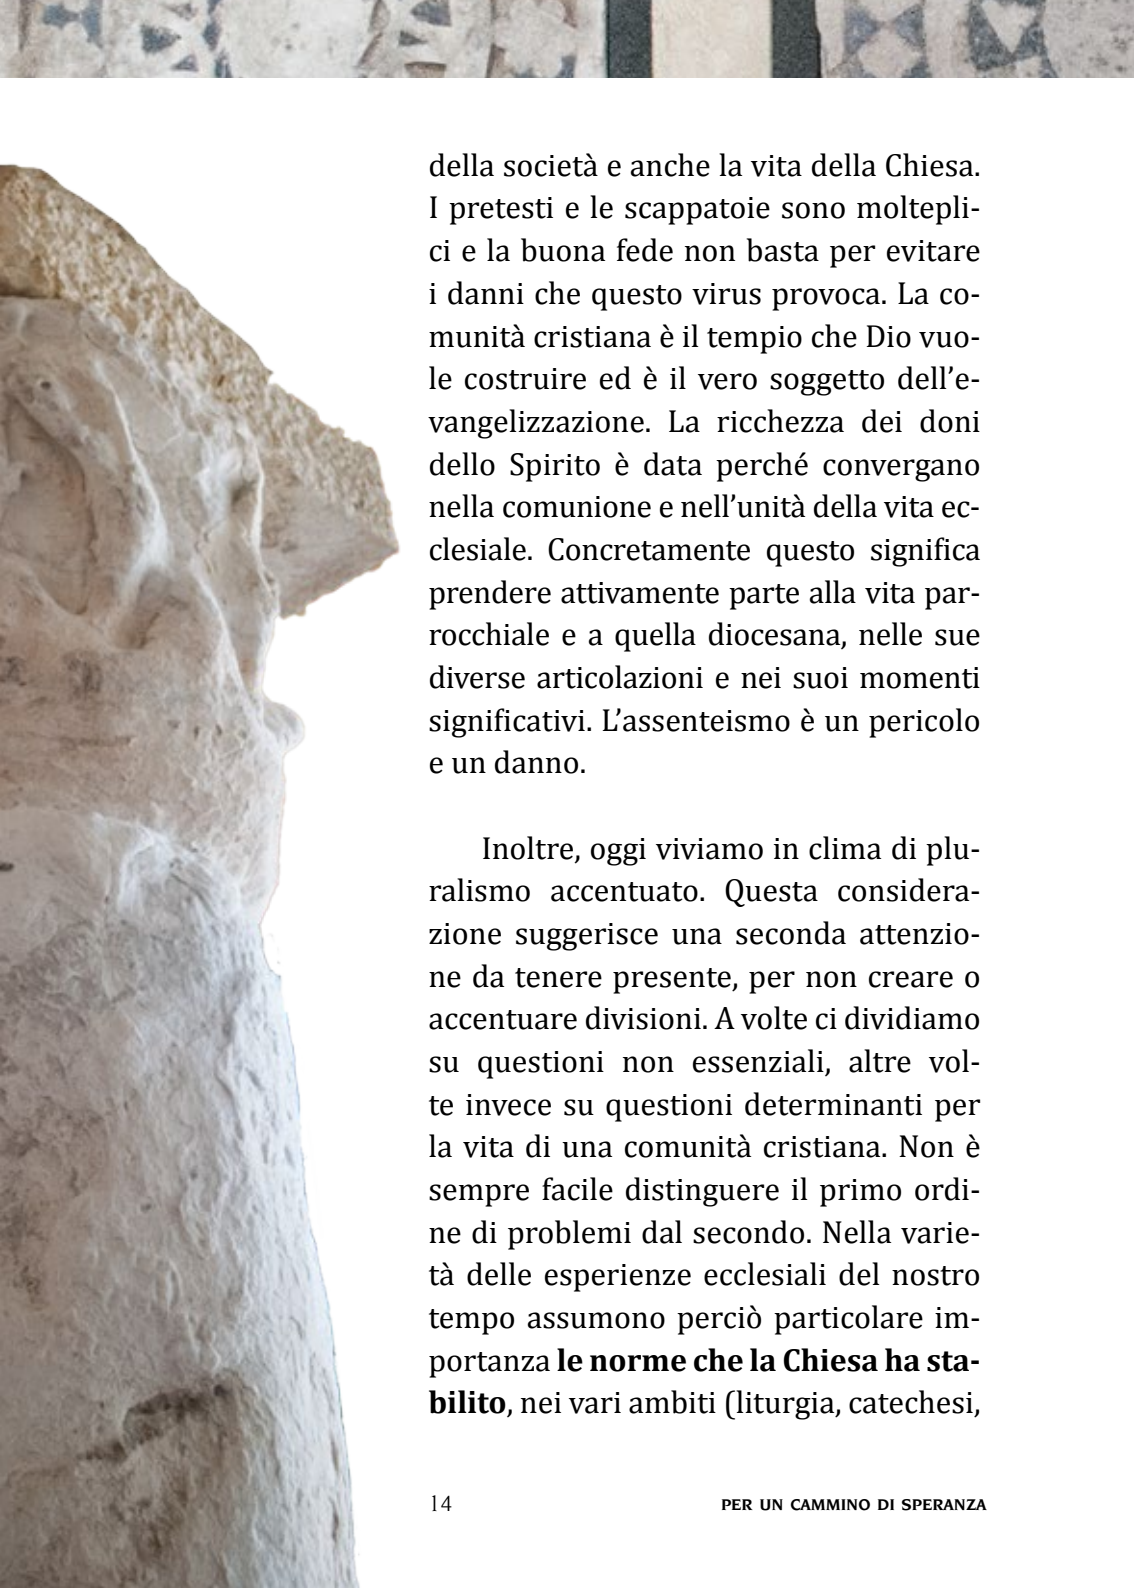 della società e anche la vita della Chiesa.
I pretesti e le scappatoie sono moltepli-
ci e la buona fede non basta per evitare
i danni che questo virus provoca. La co-
munità cristiana è il tempio che Dio vuo-
le costruire ed è il vero soggetto dell’e-
vangelizzazione. La ricchezza dei doni
dello Spirito è data perché convergano
nella comunione e nell’unità della vita ec-
clesiale. Concretamente questo significa
prendere attivamente parte alla vita par-
rocchiale e a quella diocesana, nelle sue
diverse articolazioni e nei suoi momenti
significativi. L’assenteismo è un pericolo
e un danno.
Inoltre, oggi viviamo in clima di plu-
ralismo accentuato. Questa considera-
zione suggerisce una seconda attenzio-
ne da tenere presente, per non creare o
accentuare divisioni. A volte ci dividiamo
su questioni non essenziali, altre vol-
te invece su questioni determinanti per
la vita di una comunità cristiana. Non è
sempre facile distinguere il primo ordi-
ne di problemi dal secondo. Nella varie-
tà delle esperienze ecclesiali del nostro
tempo assumono perciò particolare im-
portanza le norme che la Chiesa ha sta-
bilito, nei vari ambiti (liturgia, catechesi,
14 PER UN CAMMINO DI SPERANZA